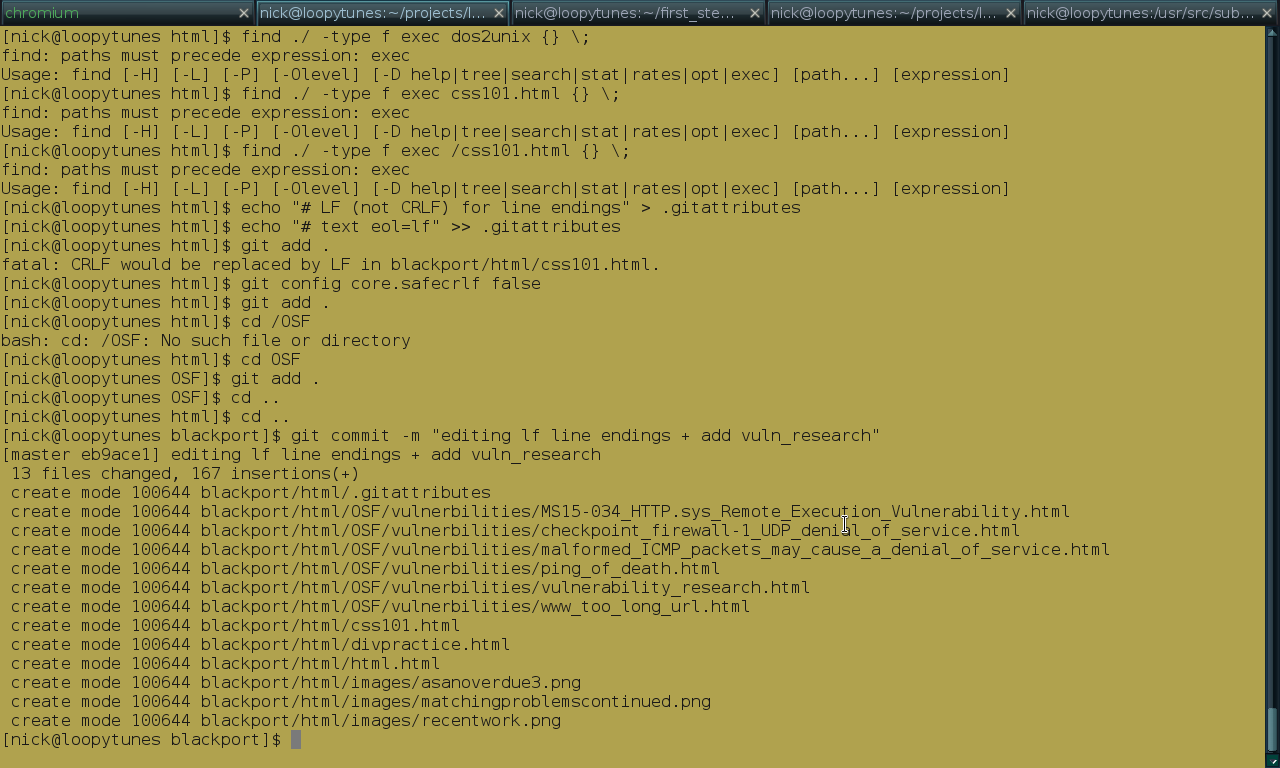 chromium
nick@loopytunes:~/projects/l...
nick@loopytunes:~/first_ste...
nick@loopytunes:~/projects/l...
nick@loopytunes:/usr/src/sub...
[nick@loopytunes html]$ find ./ -type f exec dos2unix {} \;
find: paths must precede expression: exec
Usage: find [-H] [-L] [-P] [-Olevel] [-D help|tree|search|stat|rates|opt|exec] [path...] [expression]
[nick@loopytunes html]$ find ./ -type f exec css101.html {} \;
find: paths must precede expression: exec
Usage: find [-H] [-L] [-P] [-Olevel] [-D help|tree|search|stat|rates|opt|exec] [path...] [expression]
[nick@loopytunes html]$ find ./ -type f exec /css101.html {} \;
find: paths must precede expression: exec
Usage: find [-H] [-L] [-P] [-Olevel] [-D help|tree|search|stat|rates|opt|exec] [path...] [expression]
[nick@loopytunes html]$ echo "# LF (not CRLF) for line endings" > .gitattributes
[nick@loopytunes html]$ echo "# text eol=lf" >> .gitattributes
[nick@loopytunes html]$ git add .
fatal: CRLF would be replaced by LF in blackport/html/css101.html.
[nick@loopytunes html]$ git config core.safecrlf false
[nick@loopytunes html]$ git add .
[nick@loopytunes html]$ cd /OSF
bash: cd: /OSF: No such file or directory
[nick@loopytunes html]$ cd OSF
[nick@loopytunes OSF]$ git add .
[nick@loopytunes OSF]$ cd ..
[nick@loopytunes html]$ cd ..
[nick@loopytunes blackport]$ git commit -m "editing lf line endings + add vuln_research"
[master eb9ace1] editing lf line endings + add vuln_research
 13 files changed, 167 insertions(+)
 create mode 100644 blackport/html/.gitattributes
 create mode 100644 blackport/html/OSF/vulnerbilities/MS15-034_HTTP.sys_Remote_Execution_Vulnerability.html
 create mode 100644 blackport/html/OSF/vulnerbilities/checkpoint_firewall-1_UDP_denial_of_service.html
 create mode 100644 blackport/html/OSF/vulnerbilities/malformed_ICMP_packets_may_cause_a_denial_of_service.html
 create mode 100644 blackport/html/OSF/vulnerbilities/ping_of_death.html
 create mode 100644 blackport/html/OSF/vulnerbilities/vulnerability_research.html
 create mode 100644 blackport/html/OSF/vulnerbilities/www_too_long_url.html
 create mode 100644 blackport/html/css101.html
 create mode 100644 blackport/html/divpractice.html
 create mode 100644 blackport/html/html.html
 create mode 100644 blackport/html/images/asanoverdue3.png
 create mode 100644 blackport/html/images/matchingproblemscontinued.png
 create mode 100644 blackport/html/images/recentwork.png
[nick@loopytunes blackport]$